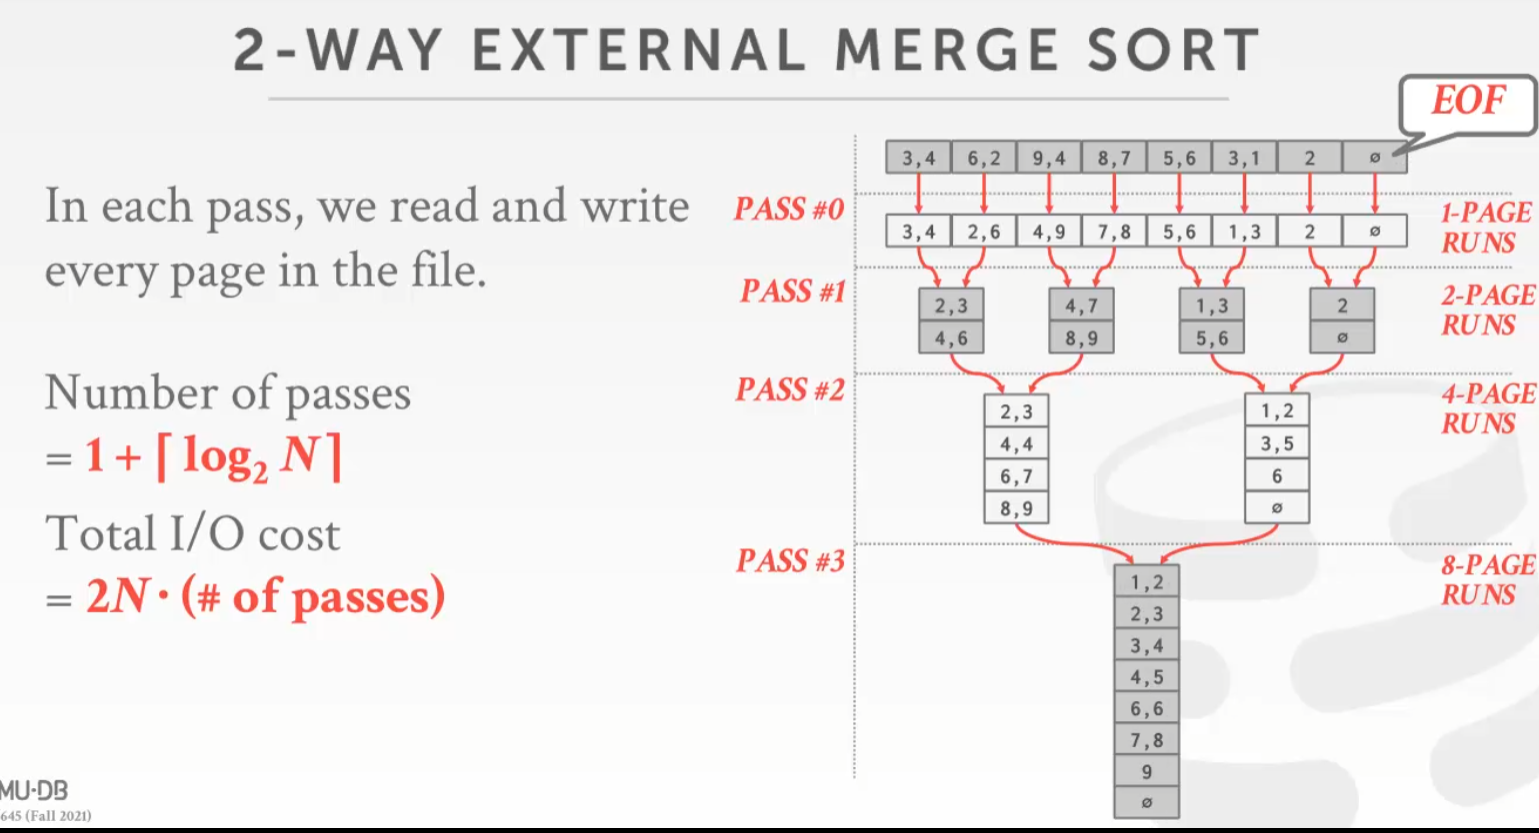 2-WAY EXTERNAL MERGE SORT
EOF
In each pass, we read and write
every page in the file.
Number of passes
= 1 + ⌈ log₂ N ⌉
Total I/O cost
= 2N · (# of passes)
3,4 6,2 9,4 8,7 5,6 3,1 2 ø
PASS #0
1-PAGE
RUNS
3,4 2,6 4,9 7,8 5,6 1,3 2 ø
PASS #1
2-PAGE
RUNS
2,3 4,7 1,3 2
4,6 8,9 5,6 ø
PASS #2
4-PAGE
RUNS
2,3 1,2
4,4 3,5
6,7 6
8,9 ø
PASS #3
8-PAGE
RUNS
1,2
2,3
3,4
4,5
6,6
7,8
9
ø
MU·DB
645 (Fall 2021)